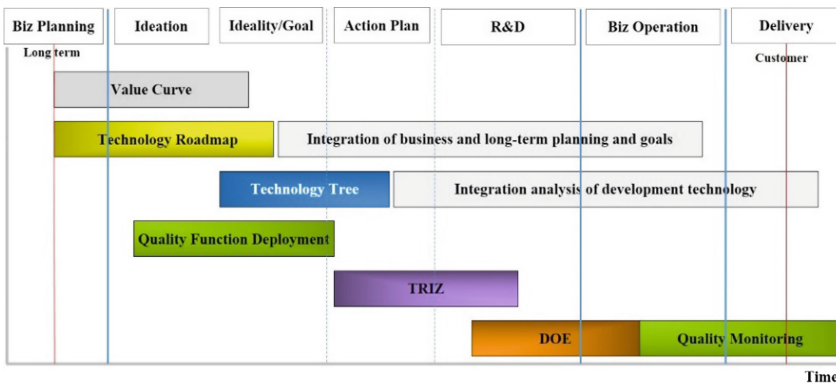 Biz Planning
Ideation
Ideality/Goal
Action Plan
R&D
Biz Operation
Delivery
Long term
Customer
Value Curve
Technology Roadmap
Integration of business and long-term planning and goals
Technology Tree
Integration analysis of development technology
Quality Function Deployment
TRIZ
DOE
Quality Monitoring
Time